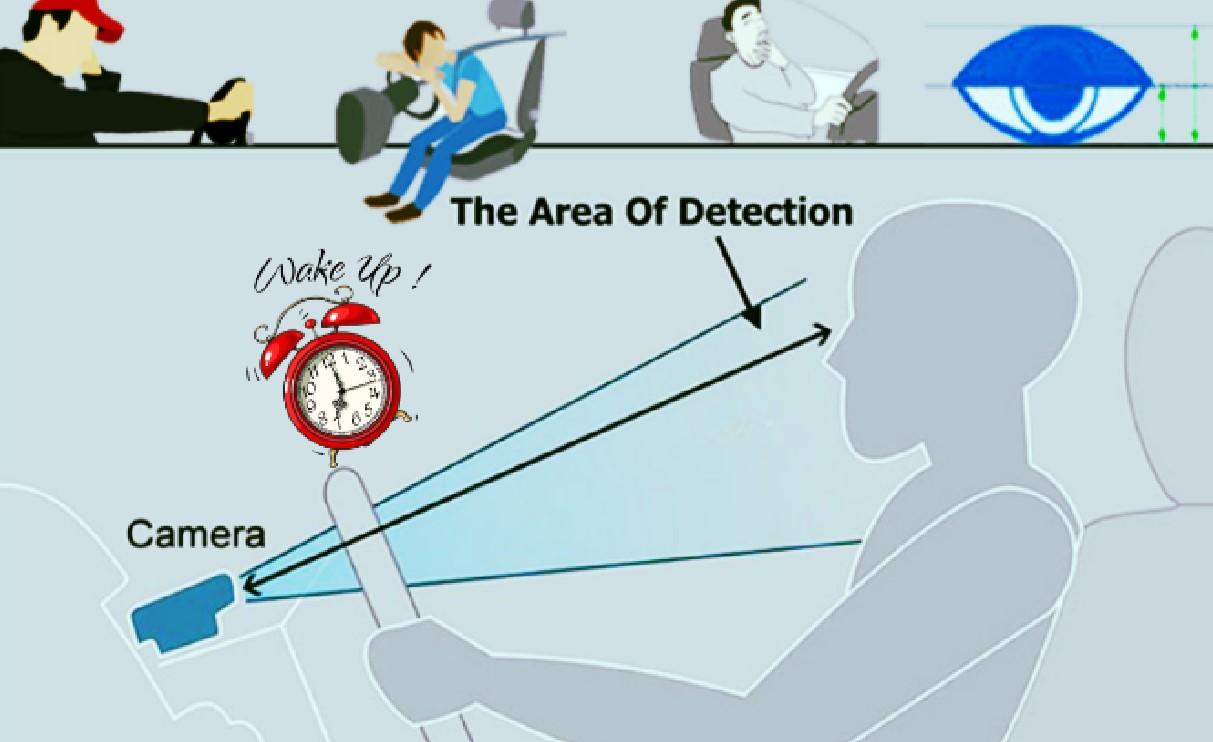 The Area Of Detection
Wake Up !
Camera